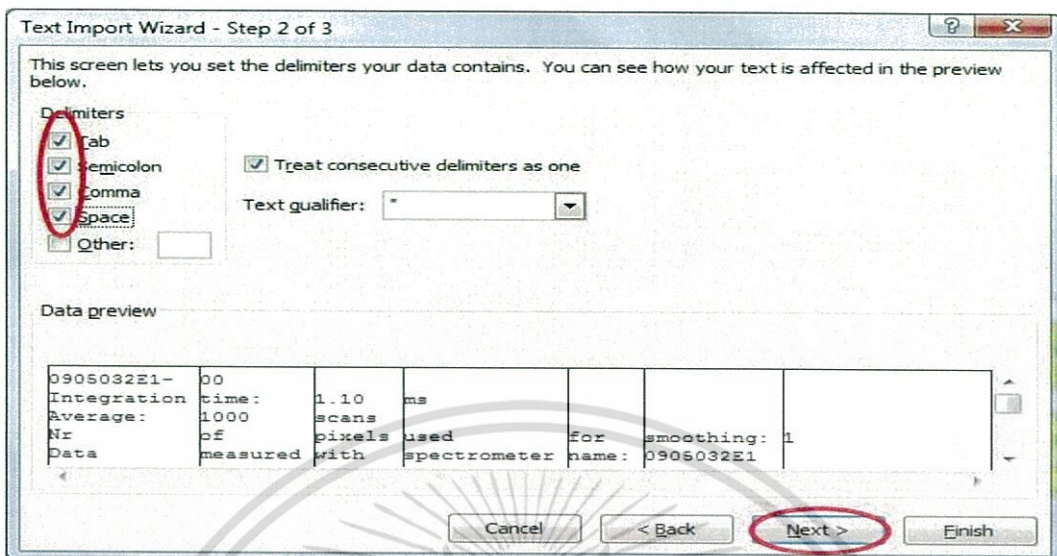 Text Import Wizard - Step 2 of 3
This screen lets you set the delimiters your data contains. You can see how your text is affected in the preview
below.
Delimiters
Tab
Semicolon
Treat consecutive delimiters as one
Comma
Text qualifier: "
Space
Other:
Data preview
0905032E1- 00
Integration time: 1.10 ms
Average: 1000 scans
Nr of pixels used for smoothing: 1
Data measured with spectrometer name: 0905032E1
Cancel < Back Next > Finish